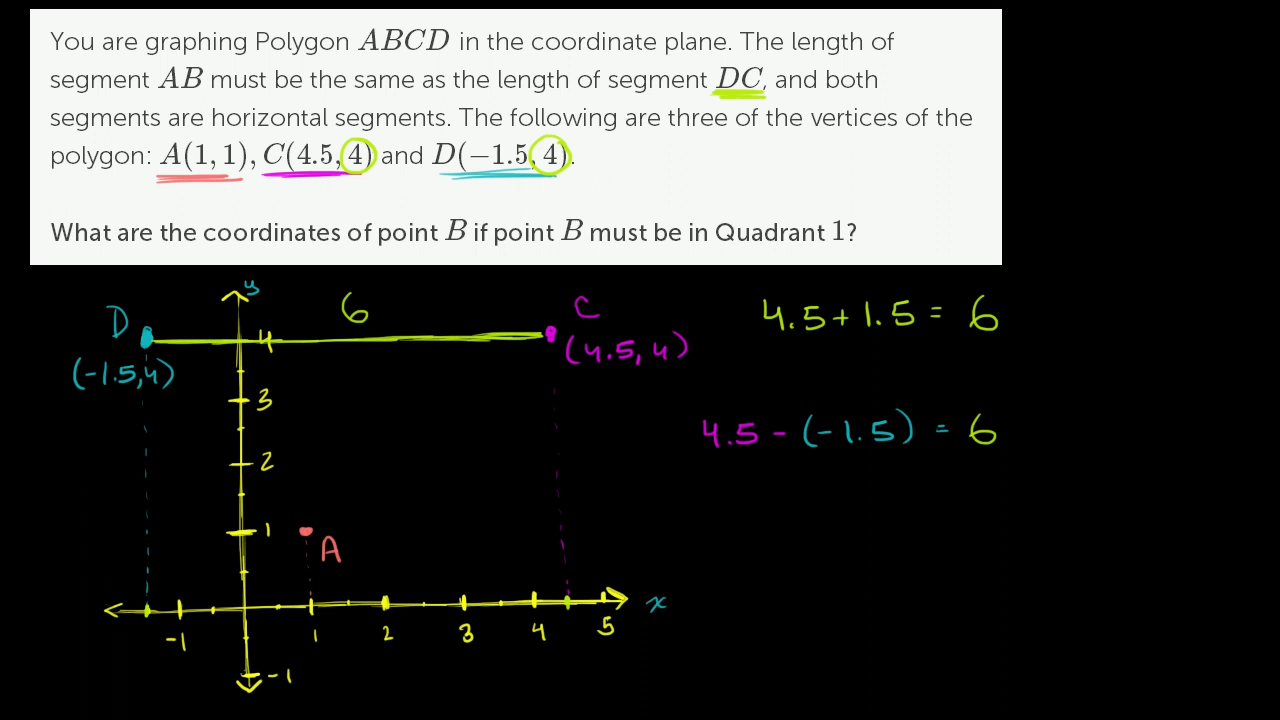 You are graphing Polygon ABCD in the coordinate plane. The length of
segment AB must be the same as the length of segment DC, and both
segments are horizontal segments. The following are three of the vertices of the
polygon: A(1, 1), C(4.5, 4) and D(−1.5, 4).
What are the coordinates of point B if point B must be in Quadrant 1?
y
D
6
C
4.5 + 1.5 = 6
4
(4.5, 4)
(-1.5,4)
3
4.5 - (-1.5) = 6
2
1
A
x
-1 1 2 3 4 5
-1